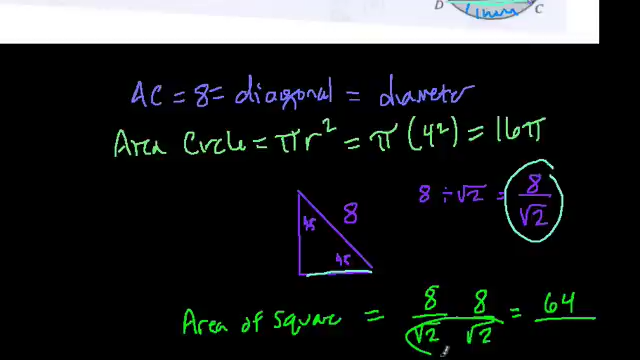 D C
AC = 8 = diagonal = diameter
Area Circle = πr² = π(4²) = 16π
8 ÷ √2 = 8/√2
8
45
45
Area of square = 8/√2 8/√2 = 64